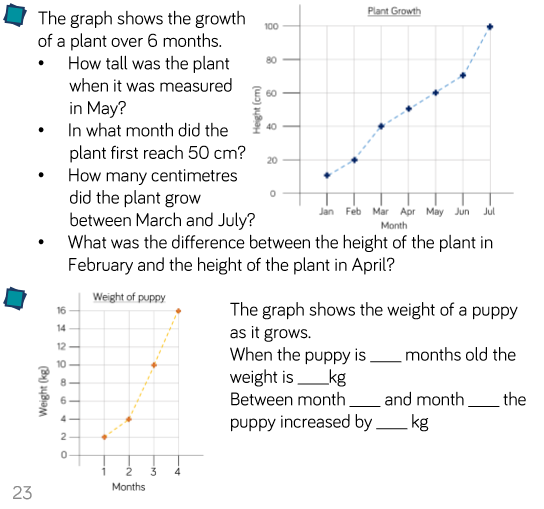 The graph shows the growth
of a plant over 6 months.
• How tall was the plant
when it was measured
in May?
• In what month did the
plant first reach 50 cm?
• How many centimetres
did the plant grow
between March and July?
• What was the difference between the height of the plant in
February and the height of the plant in April?
Plant Growth
Height (cm)
100
80
60
40
20
0
Jan Feb Mar Apr May Jun Jul
Month
Weight of puppy
Weight (kg)
16
14
12
10
8
6
4
2
0
1 2 3 4
Months
The graph shows the weight of a puppy
as it grows.
When the puppy is ____ months old the
weight is ____kg
Between month ____ and month ____ the
puppy increased by ____ kg
23